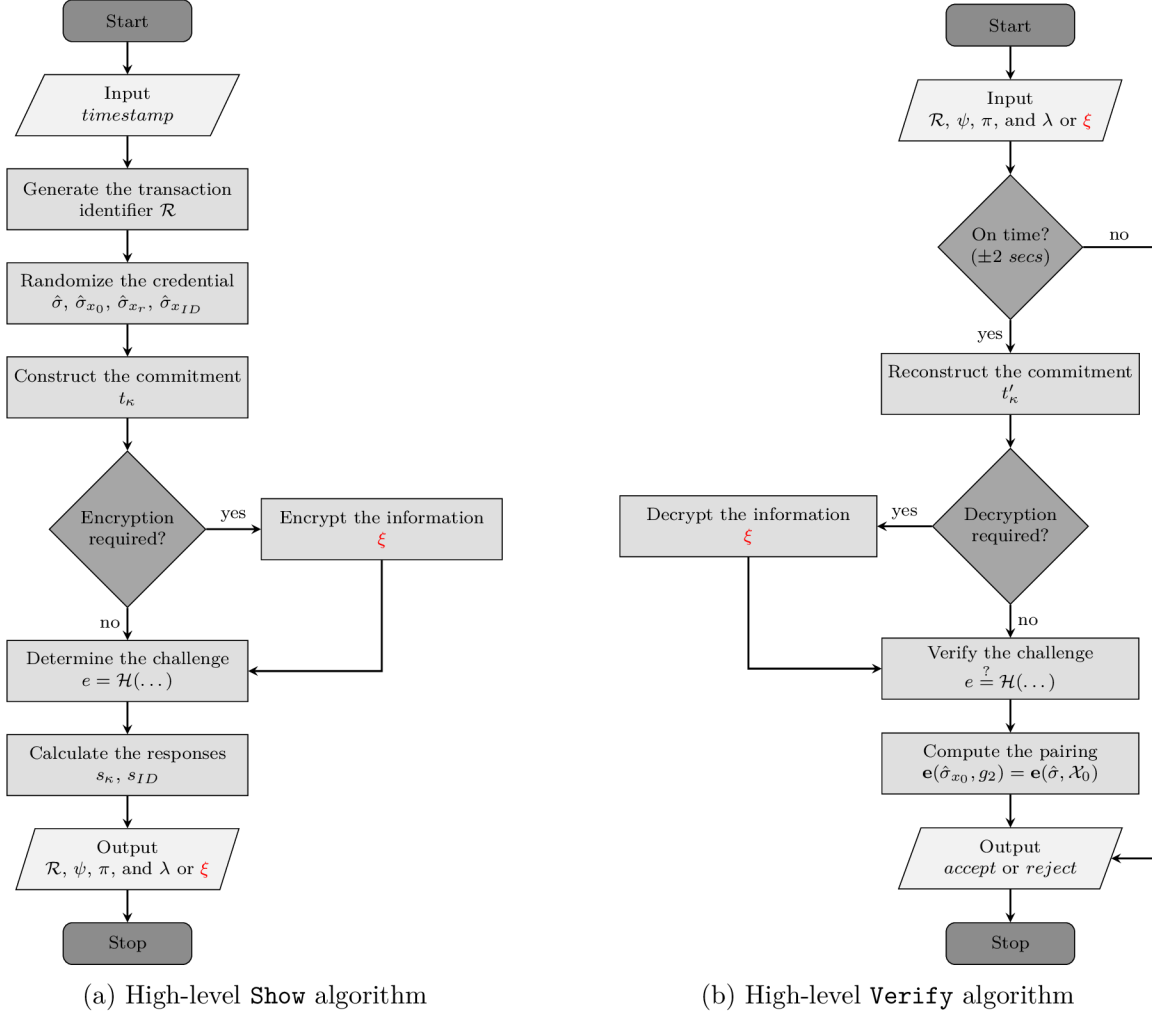 Start
Input
timestamp
Generate the transaction
identifier ℛ
Randomize the credential
σ̂, σ̂_{x_0}, σ̂_{x_r}, σ̂_{x_{ID}}
Construct the commitment
t_κ
Encryption
required?
yes
Encrypt the information
ξ
no
Determine the challenge
e = ℋ(...)
Calculate the responses
s_κ, s_{ID}
Output
ℛ, ψ, π, and λ or ξ
Stop
(a) High-level Show algorithm
Start
Input
ℛ, ψ, π, and λ or ξ
On time?
(±2 secs)
no
yes
Reconstruct the commitment
t′_κ
Decryption
required?
yes
Decrypt the information
ξ
no
Verify the challenge
e ≟ ℋ(...)
Compute the pairing
e(σ̂_{x_0}, g_2) = e(σ̂, 𝒳_0)
Output
accept or reject
Stop
(b) High-level Verify algorithm